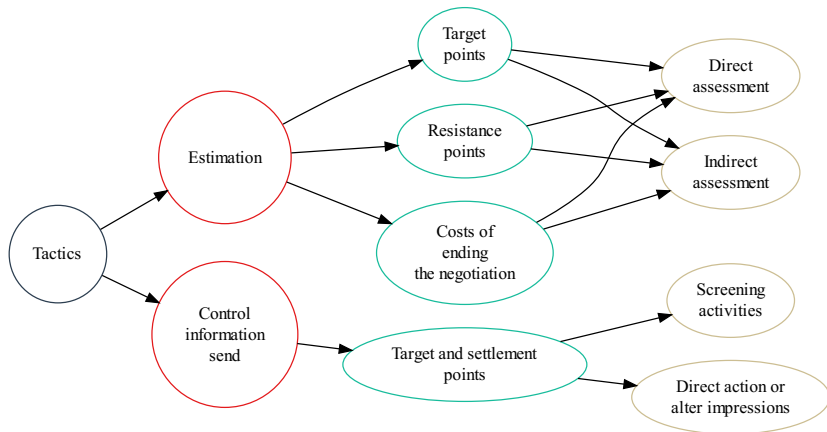 Tactics
Estimation
Control
information
send
Target
points
Resistance
points
Costs of
ending
the negotiation
Target and settlement
points
Direct
assessment
Indirect
assessment
Screening
activities
Direct action or
alter impressions